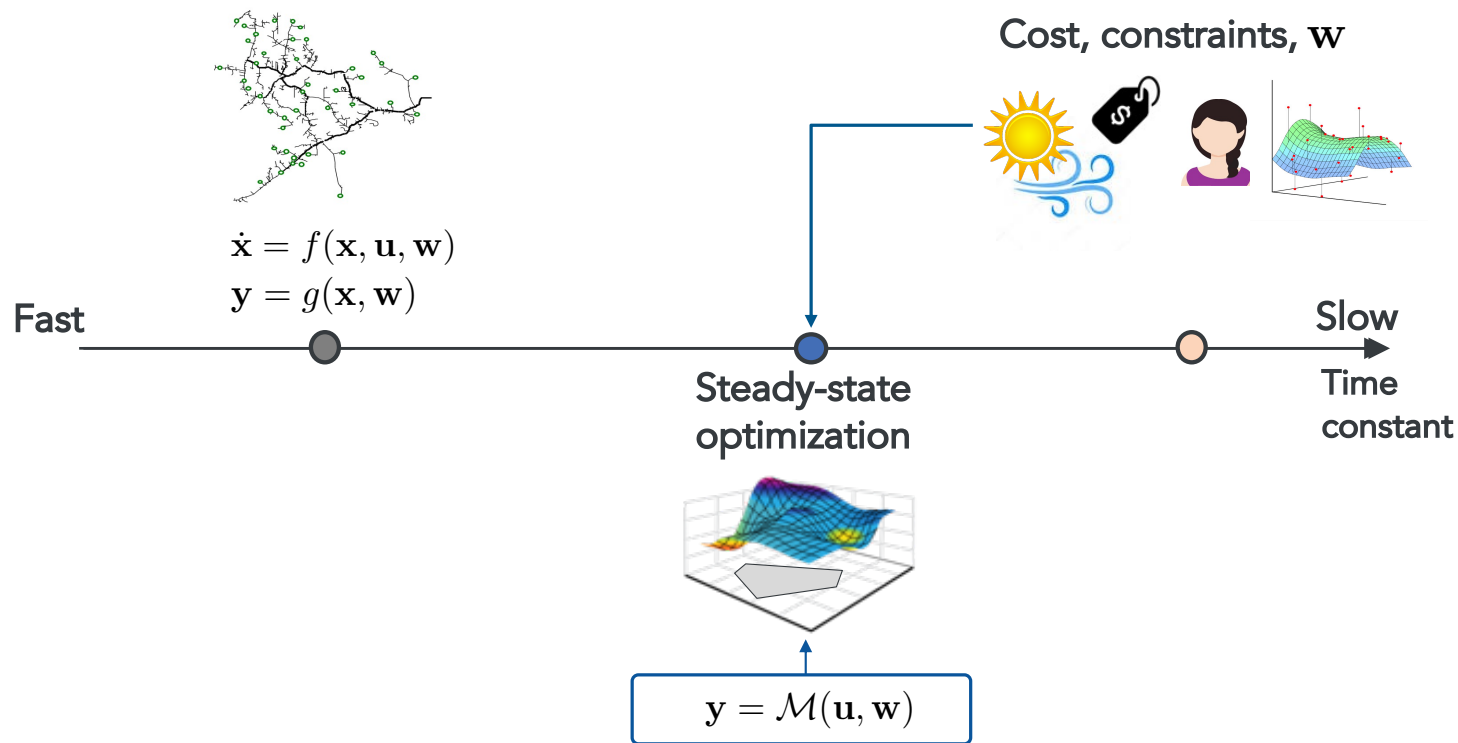 Cost, constraints, w
$
ẋ = f(x, u, w)
y = g(x, w)
Fast
Slow
Time
constant
Steady-state
optimization
y = ℳ(u, w)